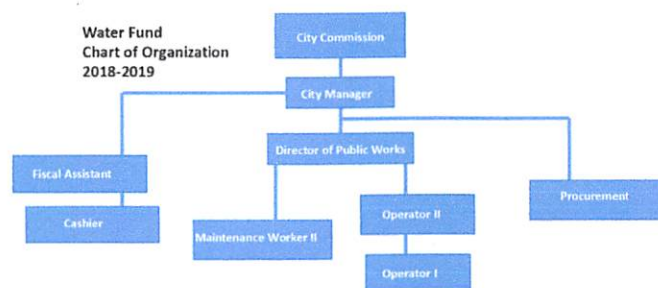 Water Fund
Chart of Organization
2018-2019
City Commission
City Manager
Director of Public Works
Fiscal Assistant
Cashier
Maintenance Worker II
Operator II
Operator I
Procurement